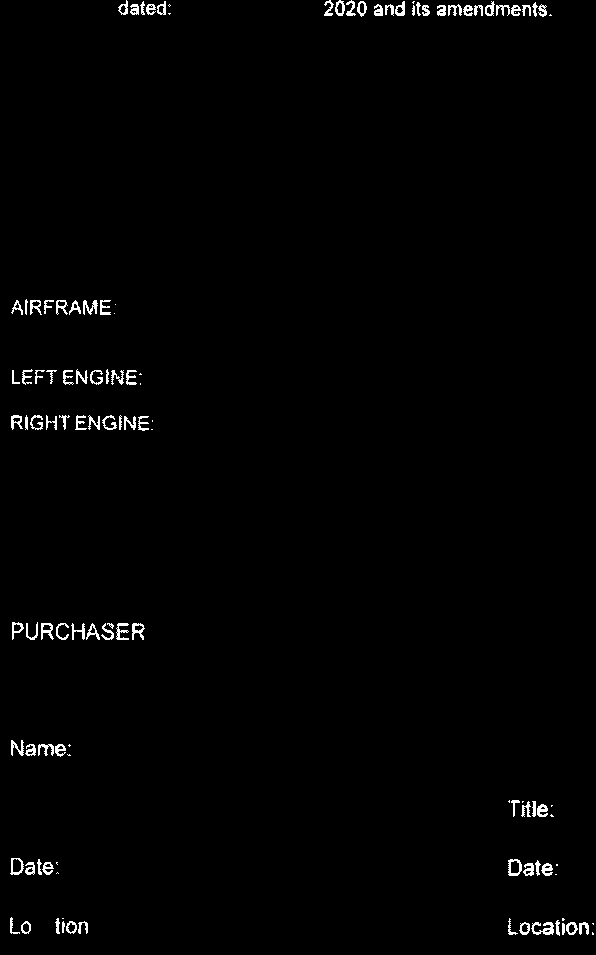 dated: 2020 and its amendments.
AIRFRAME:
LEFT ENGINE:
RIGHT ENGINE:
PURCHASER
Name:
Title:
Date: Date:
Lo tion Location: